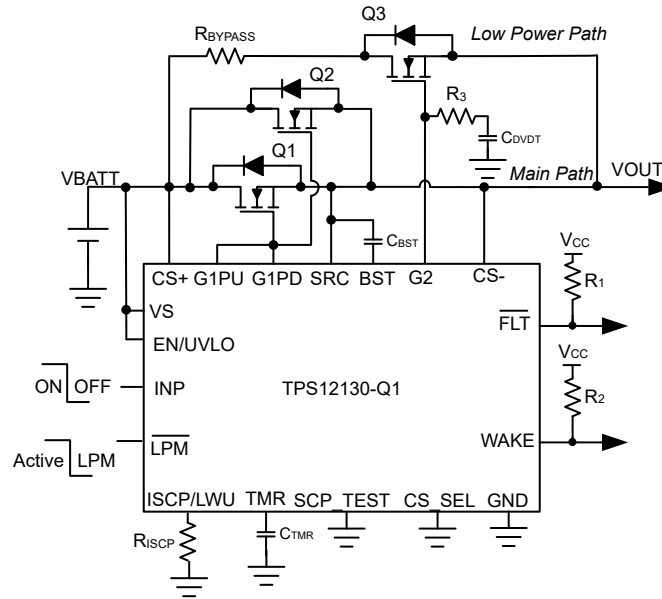 Q3
Low Power Path
RBYPASS
Q2
R3
CDVDT
Q1
VBATT
Main Path
VOUT
CBST
CS+
G1PU
G1PD
SRC
BST
G2
CS-
VCC
R1
VS
FLT
EN/UVLO
VCC
ON
OFF
INP
TPS12130-Q1
R2
Active
LPM
LPM
WAKE
ISCP/LWU
TMR
SCP_TEST
CS_SEL
GND
RISCP
CTMR